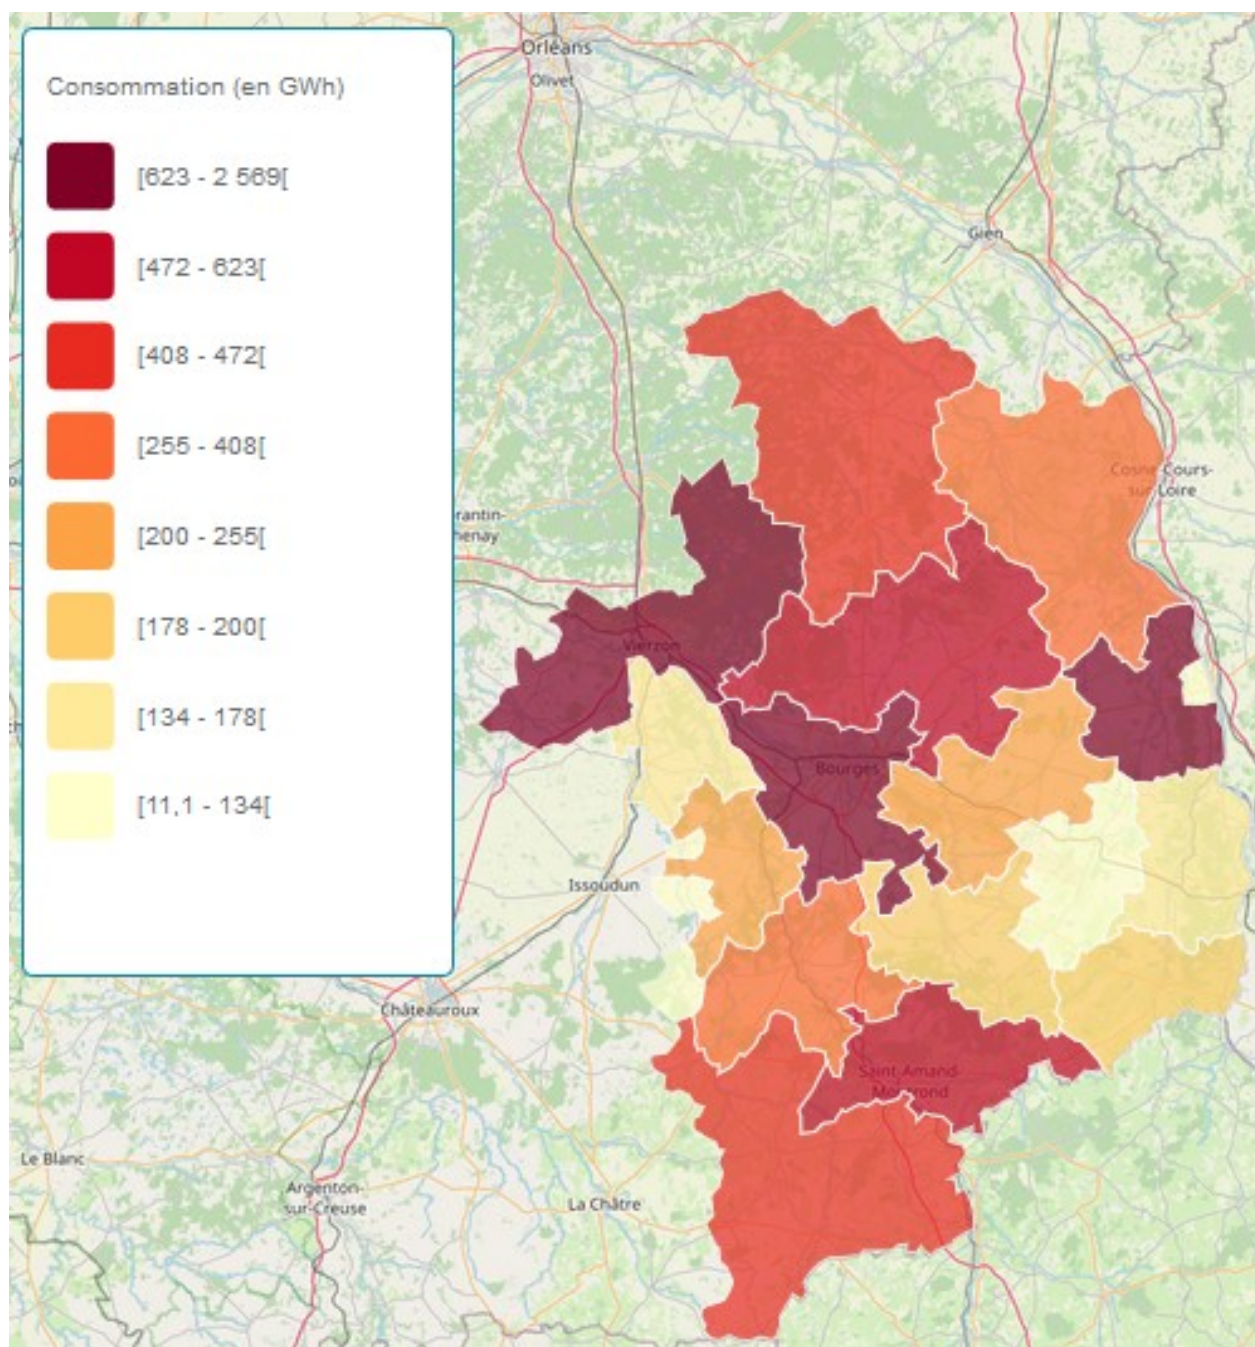 Consommation (en GWh)
[623 - 2 569[
[472 - 623[
[408 - 472[
[255 - 408[
[200 - 255[
[178 - 200[
[134 - 178[
[11,1 - 134[
Orléans
Olivet
Gien
Cosne-Cours-
sur-Loire
rantin-
henay
Vierzon
Bourges
Issoudun
Châteauroux
Saint-Amand-
Montrond
Le Blanc
Argenton-
sur-Creuse
La Châtre